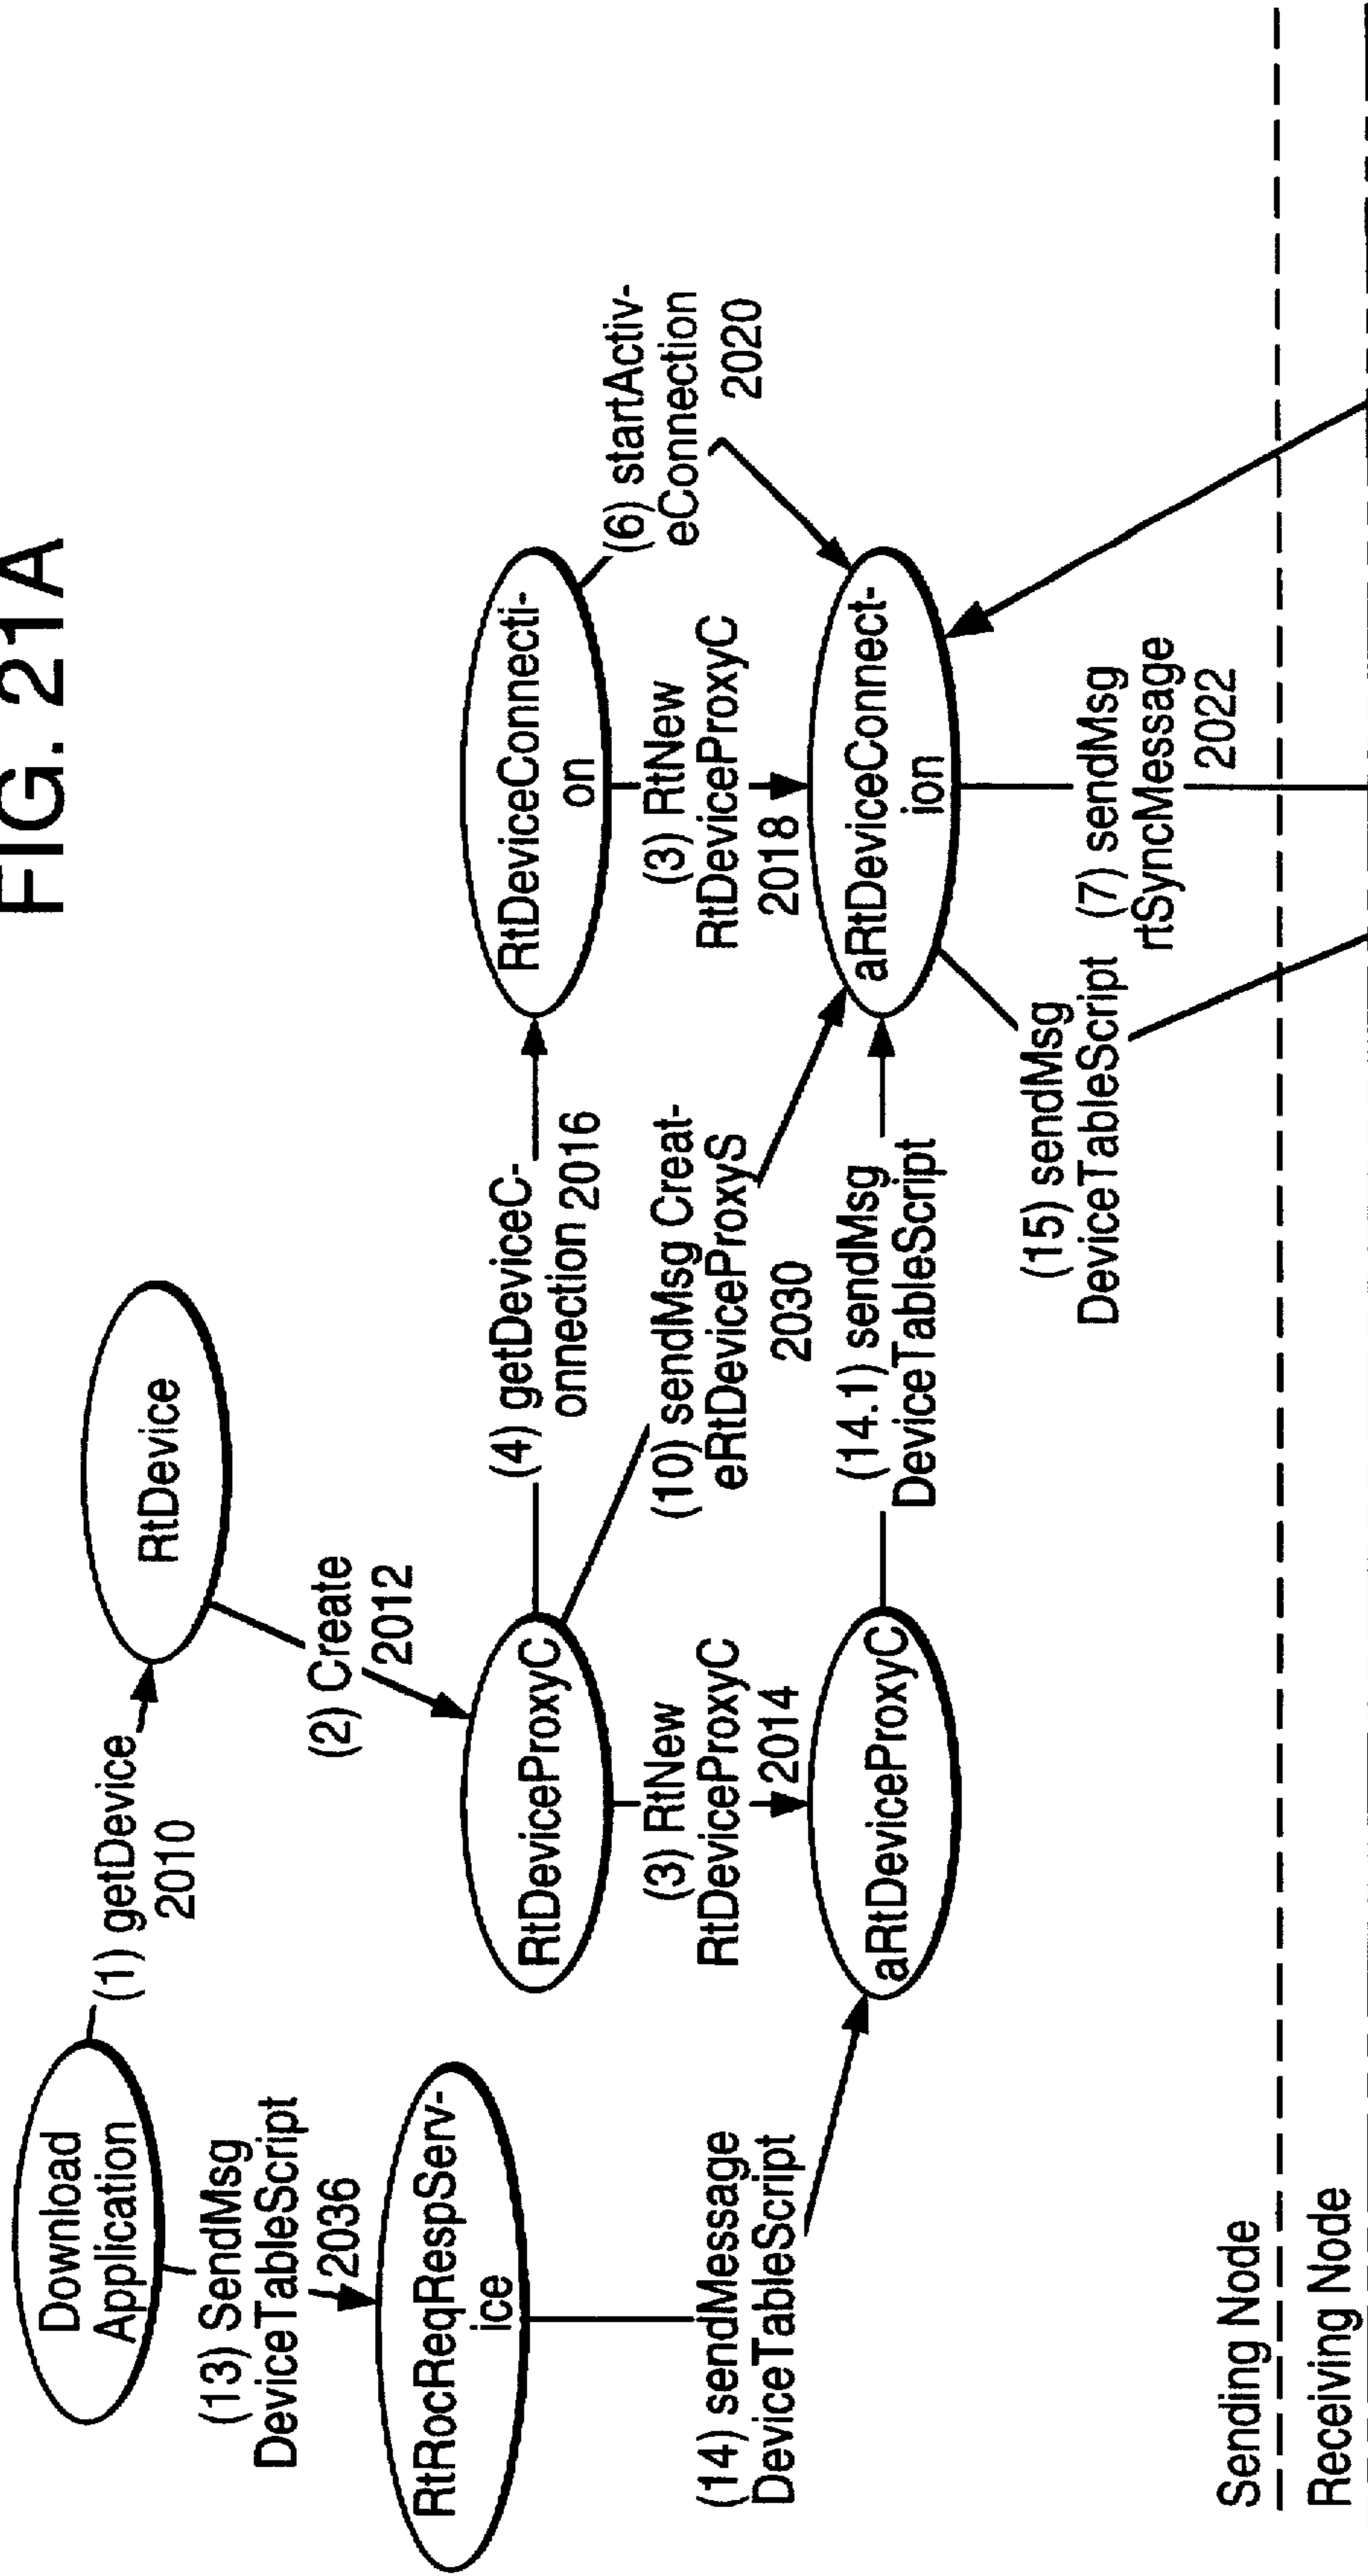 FIG. 21A
Download
Application
(1) getDevice
2010
RtDevice
(13) SendMsg
DeviceTableScript
2036
(2) Create
2012
RtRocReqRespServ-
ice
RtDeviceProxyC
(4) getDeviceC-
onnection 2016
RtDeviceConnecti-
on
(6) startActiv-
eConnection
2020
(3) RtNew
RtDeviceProxyC
2014
(10) sendMsg Creat-
eRtDeviceProxyS
2030
(3) RtNew
RtDeviceProxyC
2018
(14) sendMessage
DeviceTableScript
aRtDeviceProxyC
(14.1) sendMsg
DeviceTableScript
aRtDeviceConnect-
ion
(15) sendMsg
DeviceTableScript
(7) sendMsg
rtSyncMessage
2022
Sending Node
Receiving Node